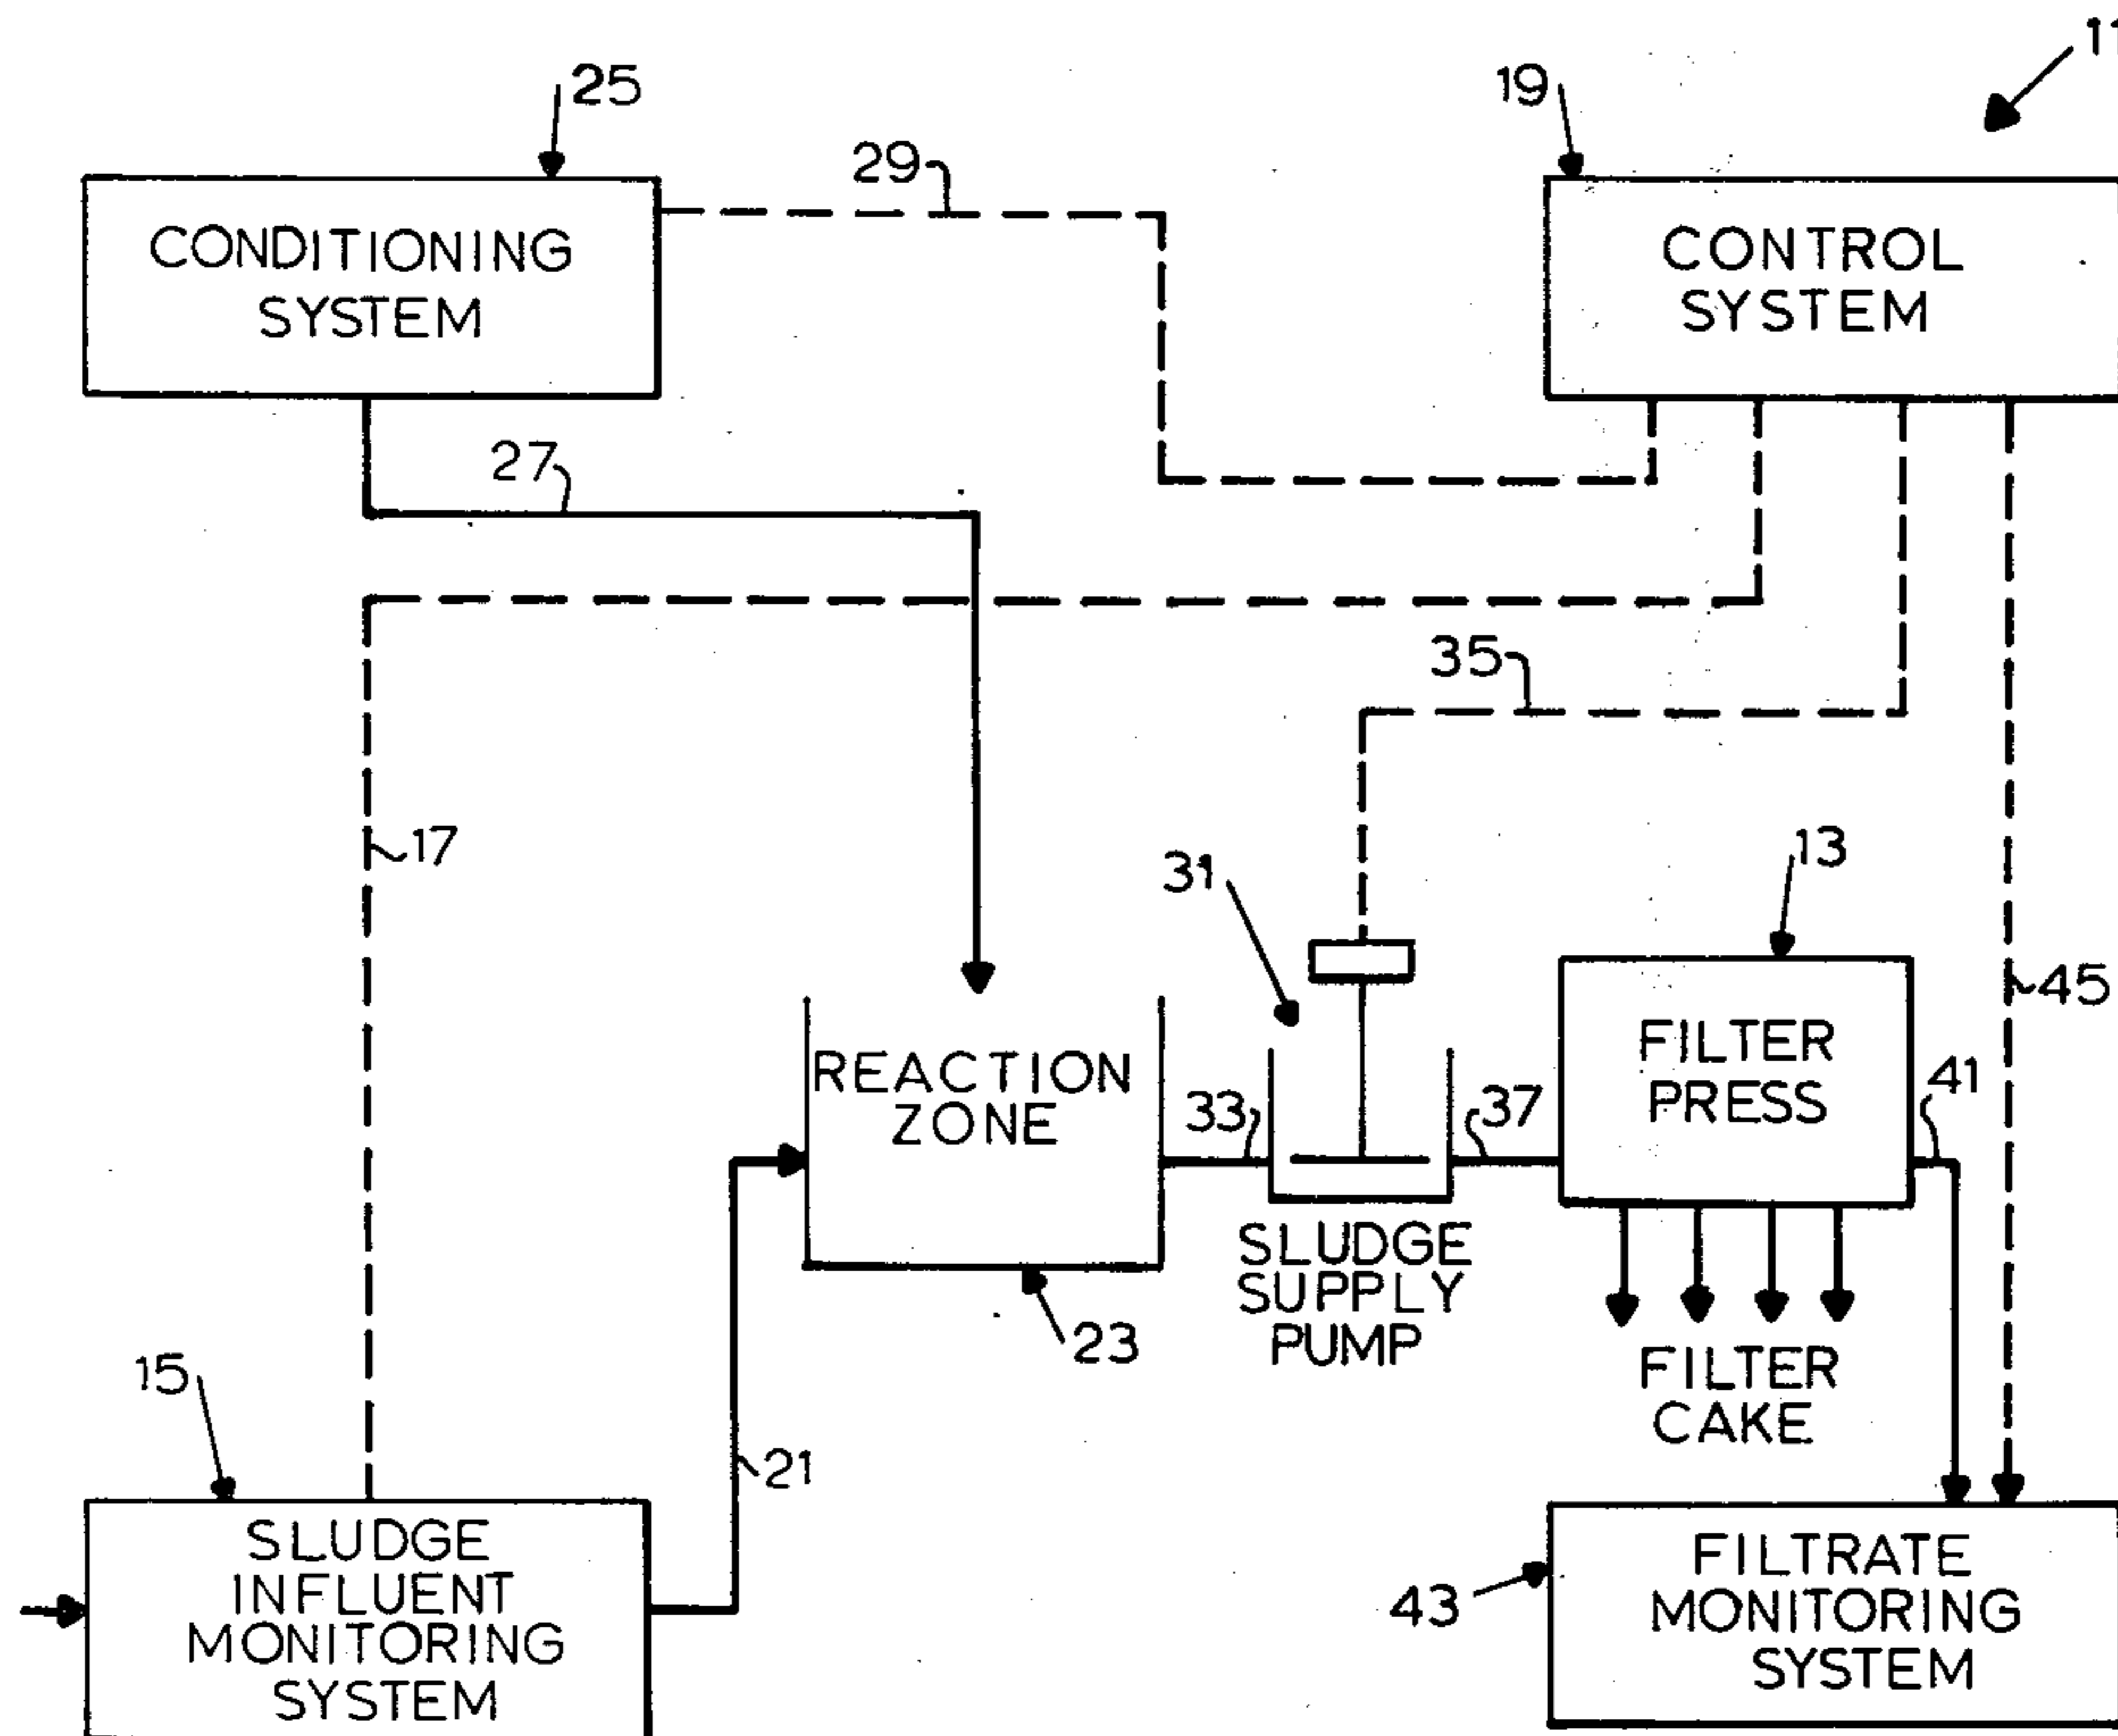 11
25
19
29
CONDITIONING
SYSTEM
CONTROL
SYSTEM
27
35
17
31
13
45
REACTION
ZONE
FILTER
PRESS
33
37
41
SLUDGE
SUPPLY
PUMP
23
FILTER
CAKE
15
21
SLUDGE
INFLUENT
MONITORING
SYSTEM
43
FILTRATE
MONITORING
SYSTEM